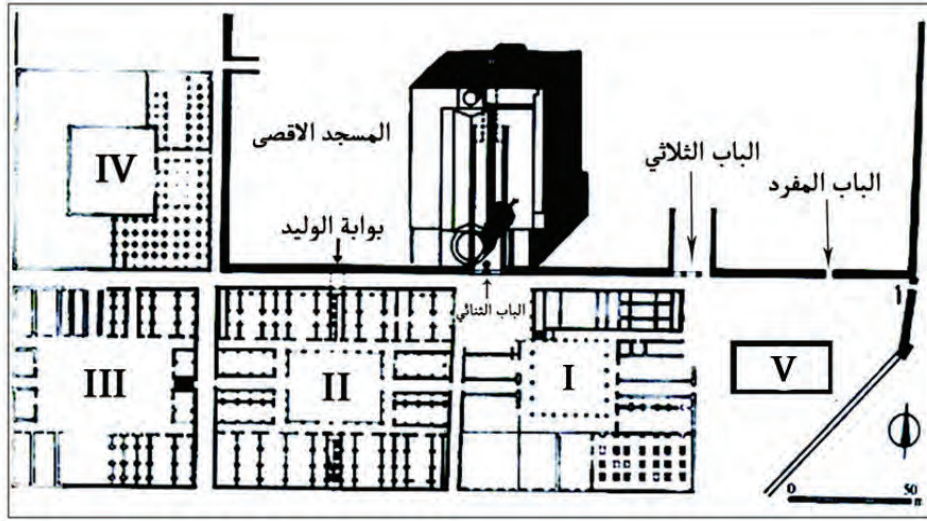 المسجد الاقصى
الباب الثلاثي
الباب المفرد
بوابة الوليد
الباب الثنائي
IV
III
II
I
V
0
50
m